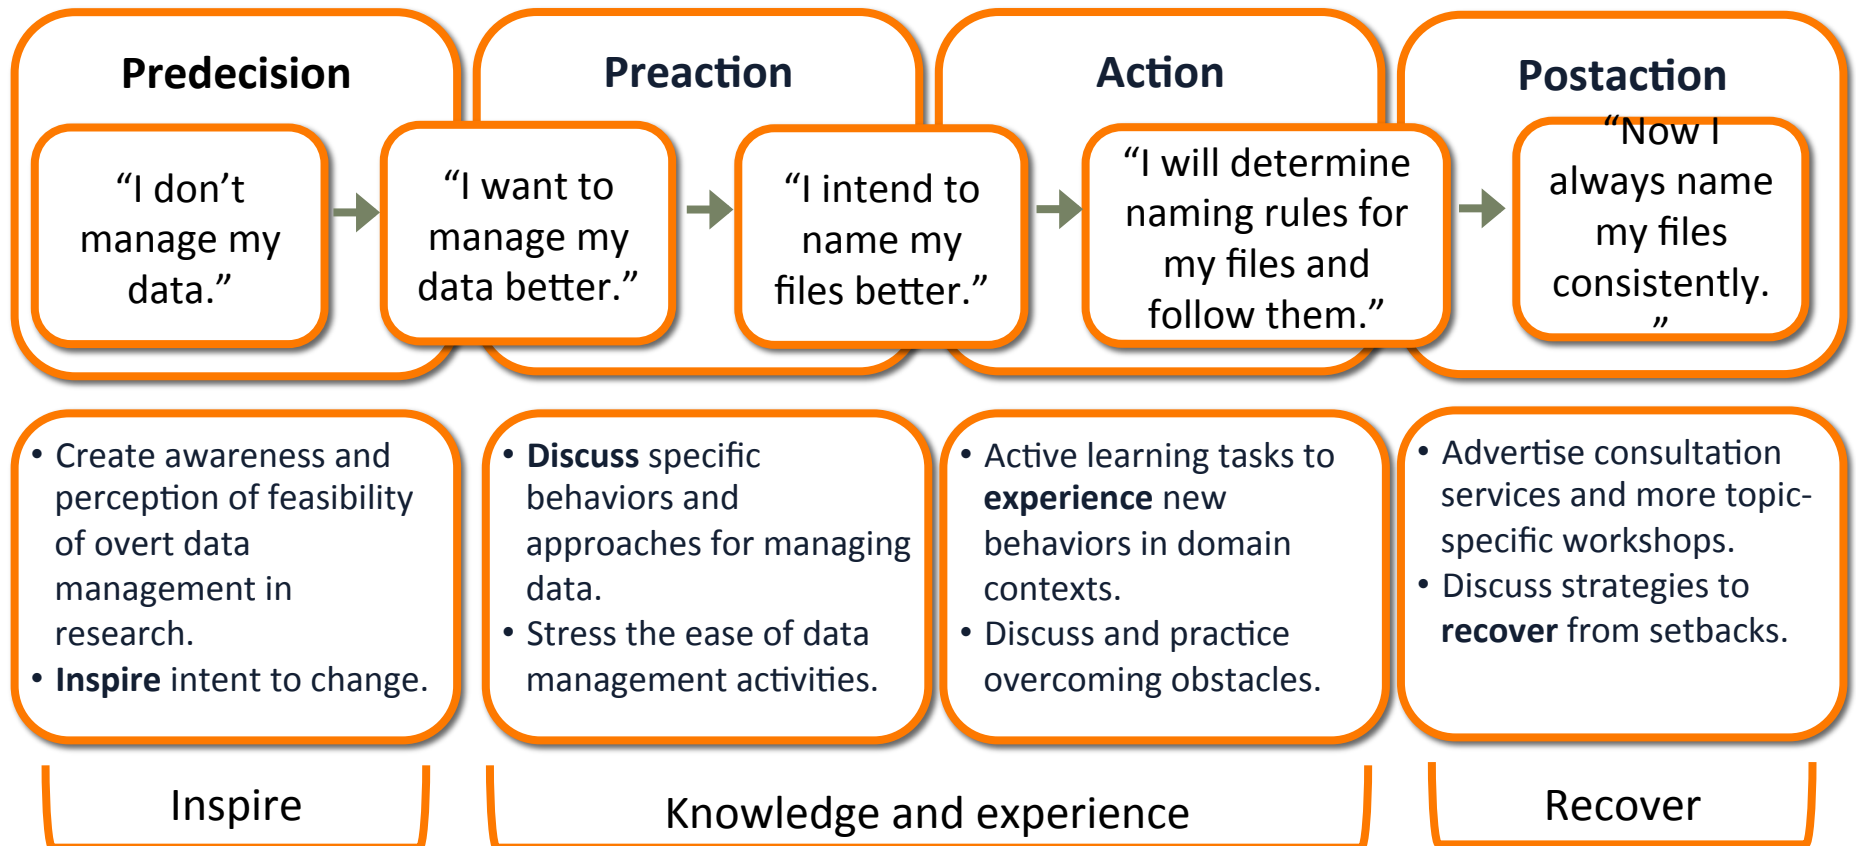 Predecision
Preaction
Action
Postaction
“I don’t
manage my
data.”
“I want to
manage my
data better.”
“I intend to
name my
files better.”
“I will determine
naming rules for
my files and
follow them.”
“Now I
always name
my files
consistently.
”
• Create awareness and
perception of feasibility
of overt data
management in
research.
• Inspire intent to change.
• Discuss specific
behaviors and
approaches for managing
data.
• Stress the ease of data
management activities.
• Active learning tasks to
experience new
behaviors in domain
contexts.
• Discuss and practice
overcoming obstacles.
• Advertise consultation
services and more topic-
specific workshops.
• Discuss strategies to
recover from setbacks.
Inspire
Knowledge and experience
Recover